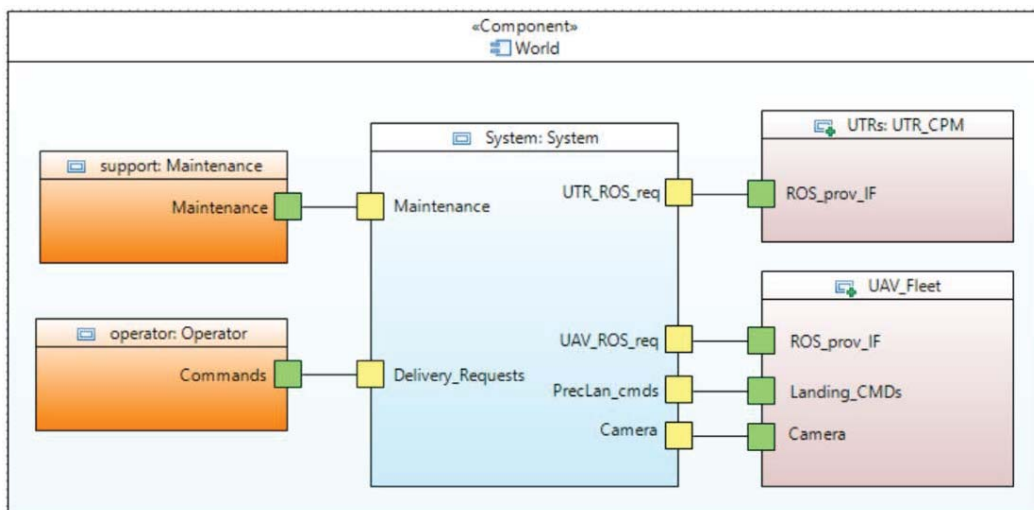 «Component»
World
support: Maintenance
Maintenance
operator: Operator
Commands
System: System
Maintenance
Delivery_Requests
UTR_ROS_req
UAV_ROS_req
PrecLan_cmds
Camera
UTRs: UTR_CPM
ROS_prov_IF
UAV_Fleet
ROS_prov_IF
Landing_CMDs
Camera